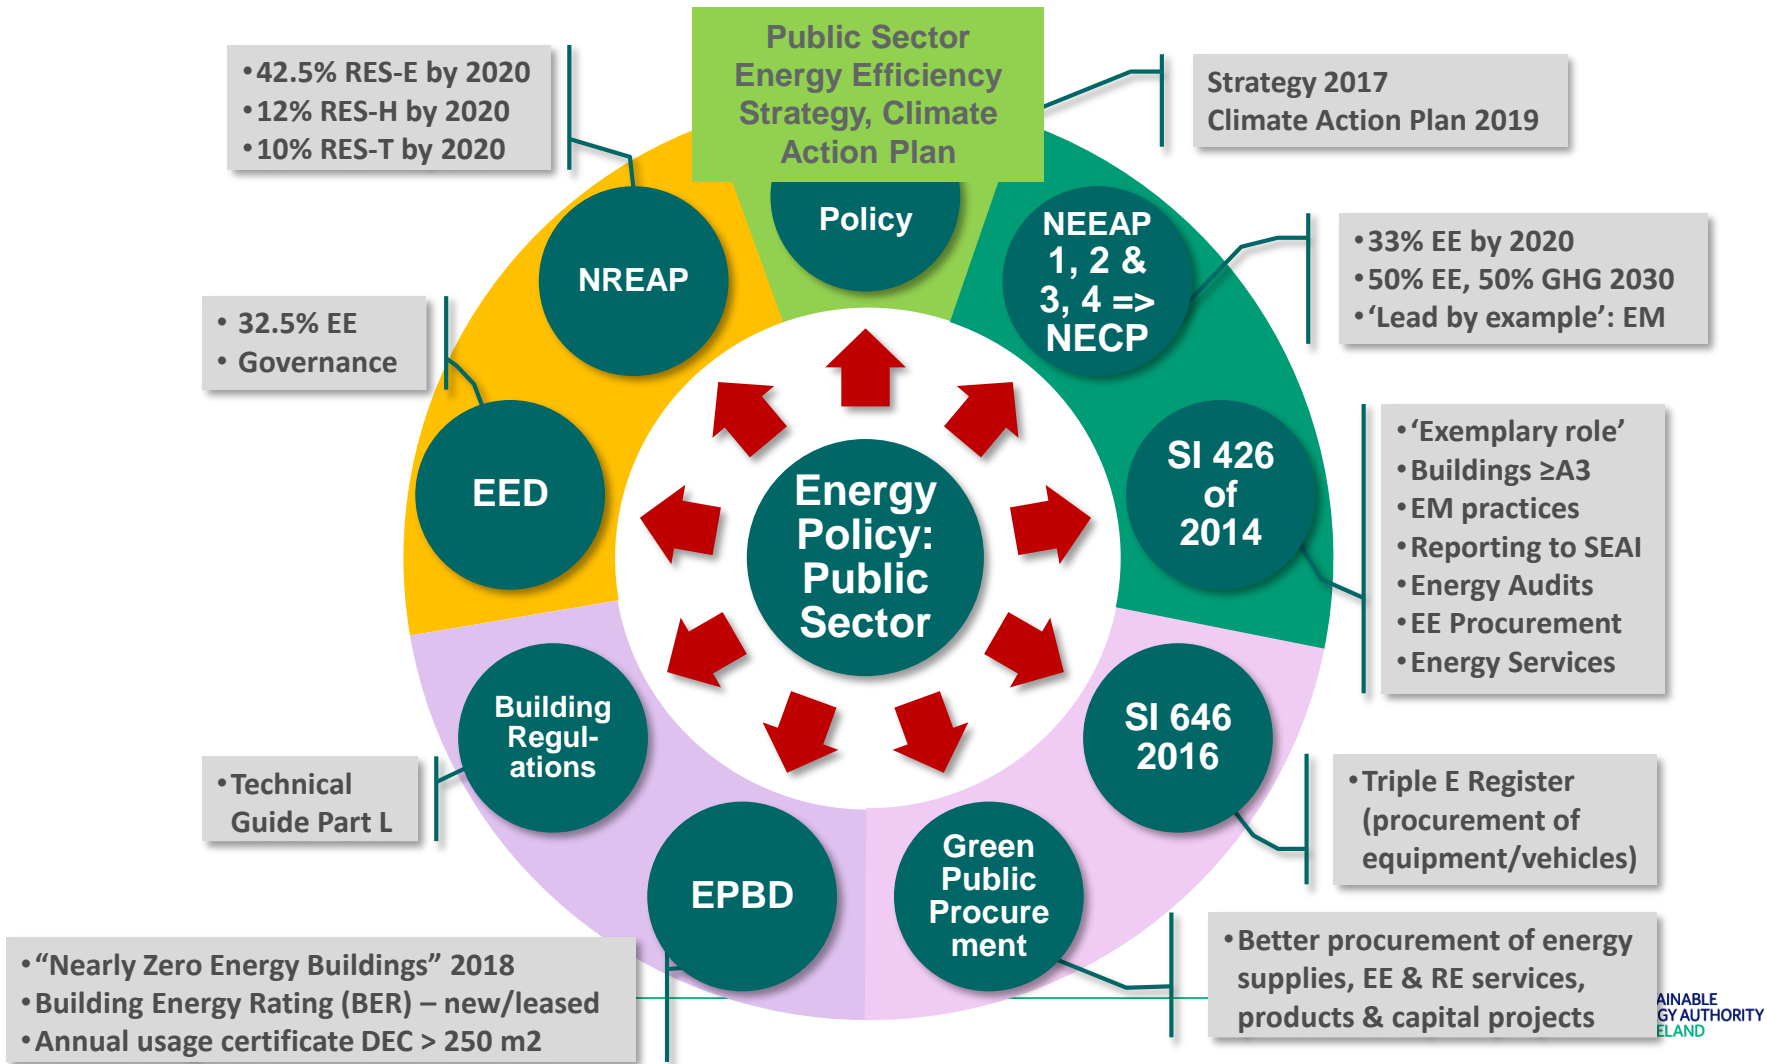 Public Sector
Energy Efficiency
Strategy, Climate
Action Plan
Policy
Strategy 2017
Climate Action Plan 2019
•42.5% RES-E by 2020
•12% RES-H by 2020
•10% RES-T by 2020
NREAP
NEEAP
1, 2 &
3, 4 =>
NECP
•33% EE by 2020
•50% EE, 50% GHG 2030
•‘Lead by example’: EM
• 32.5% EE
• Governance
EED
SI 426
of
2014
•‘Exemplary role’
•Buildings ≥A3
•EM practices
•Reporting to SEAI
•Energy Audits
•EE Procurement
•Energy Services
Energy
Policy:
Public
Sector
Building
Regul-
ations
•Technical
Guide Part L
SI 646
2016
•Triple E Register
(procurement of
equipment/vehicles)
EPBD
•“Nearly Zero Energy Buildings” 2018
•Building Energy Rating (BER) – new/leased
•Annual usage certificate DEC > 250 m2
Green
Public
Procure
ment
•Better procurement of energy
supplies, EE & RE services,
products & capital projects
AINABLE
GY AUTHORITY
ELAND